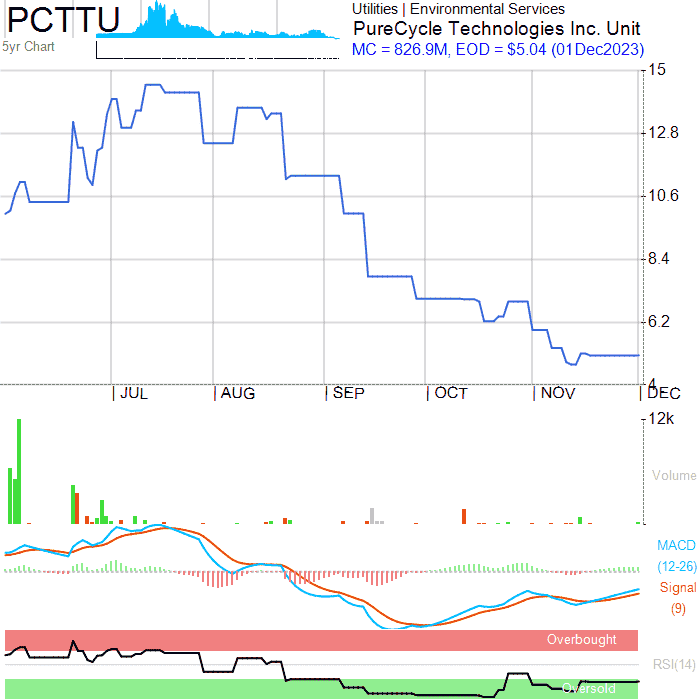 PCTTU
Utilities | Environmental Services
PureCycle Technologies Inc. Unit
5yr Chart
MC = 826.9M, EOD = $5.04 (01Dec2023)
15
12.8
10.6
8.4
6.2
4
JUL AUG SEP OCT NOV DEC
12k
Volume
MACD
(12-26)
Signal
(9)
Overbought
RSI(14)
Oversold